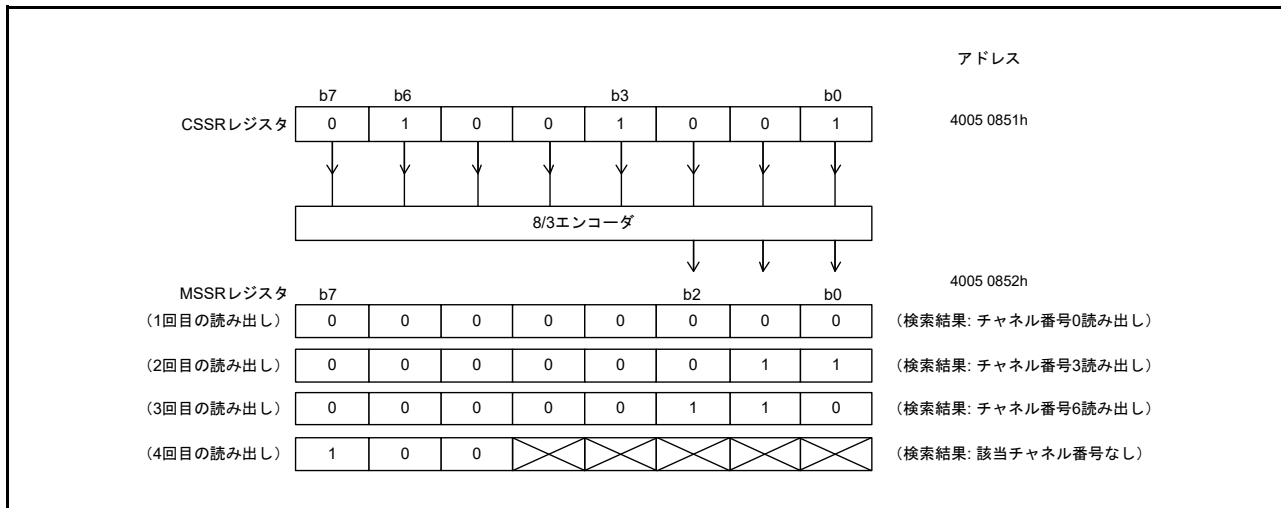 アドレス
b7 b6 b3 b0
CSSRレジスタ 0 1 0 0 1 0 0 1 4005 0851h
8/3エンコーダ
4005 0852h
MSSRレジスタ b7 b2 b0
(1回目の読み出し) 0 0 0 0 0 0 0 0 (検索結果: チャネル番号0読み出し)
(2回目の読み出し) 0 0 0 0 0 0 1 1 (検索結果: チャネル番号3読み出し)
(3回目の読み出し) 0 0 0 0 0 1 1 0 (検索結果: チャネル番号6読み出し)
(4回目の読み出し) 1 0 0 (検索結果: 該当チャネル番号なし)